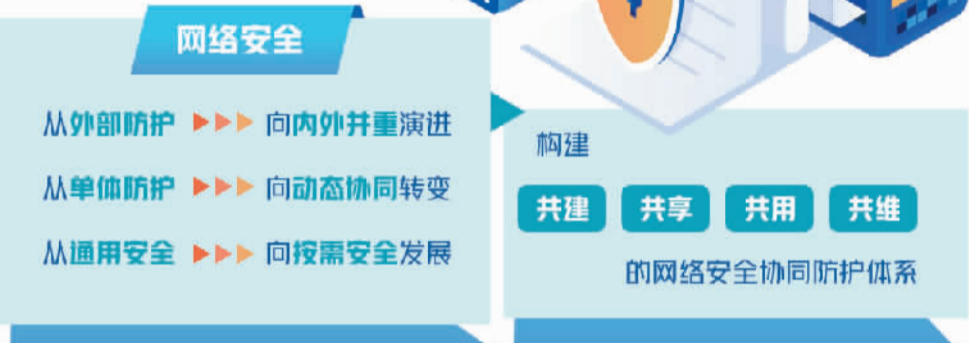 网络安全
从外部防护 向内外并重演进
从单体防护 向动态协同转变
从通用安全 向按需安全发展
构建
共建 共享 共用 共维
的网络安全协同防护体系